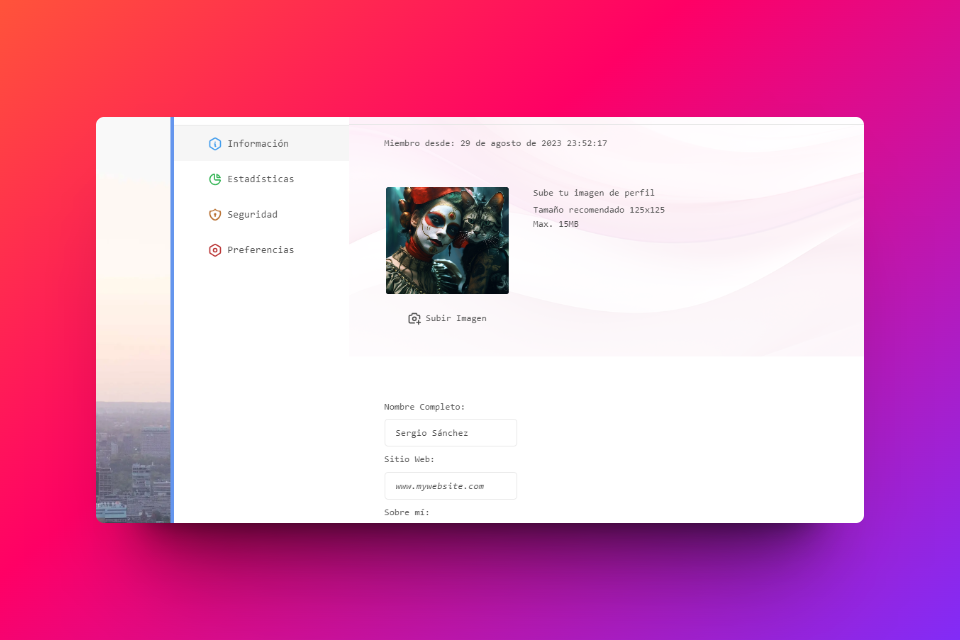 Información
Estadísticas
Seguridad
Preferencias
Miembro desde: 29 de agosto de 2023 23:52:17
Sube tu imagen de perfil
Tamaño recomendado 125x125
Max. 15MB
Subir Imagen
Nombre Completo:
Sergio Sánchez
Sitio Web:
www.mywebsite.com
Sobre mí: